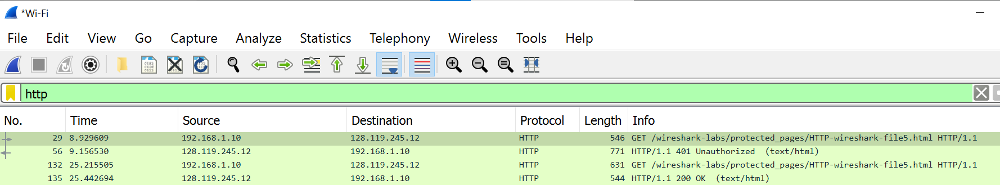 *Wi-Fi
File Edit View Go Capture Analyze Statistics Telephony Wireless Tools Help
http
No. Time Source Destination Protocol Length Info
29 8.929609 192.168.1.10 128.119.245.12 HTTP 546 GET /wireshark-labs/protected_pages/HTTP-wireshark-file5.html HTTP/1.1
56 9.156530 128.119.245.12 192.168.1.10 HTTP 771 HTTP/1.1 401 Unauthorized (text/html)
132 25.215505 192.168.1.10 128.119.245.12 HTTP 631 GET /wireshark-labs/protected_pages/HTTP-wireshark-file5.html HTTP/1.1
135 25.442694 128.119.245.12 192.168.1.10 HTTP 544 HTTP/1.1 200 OK (text/html)